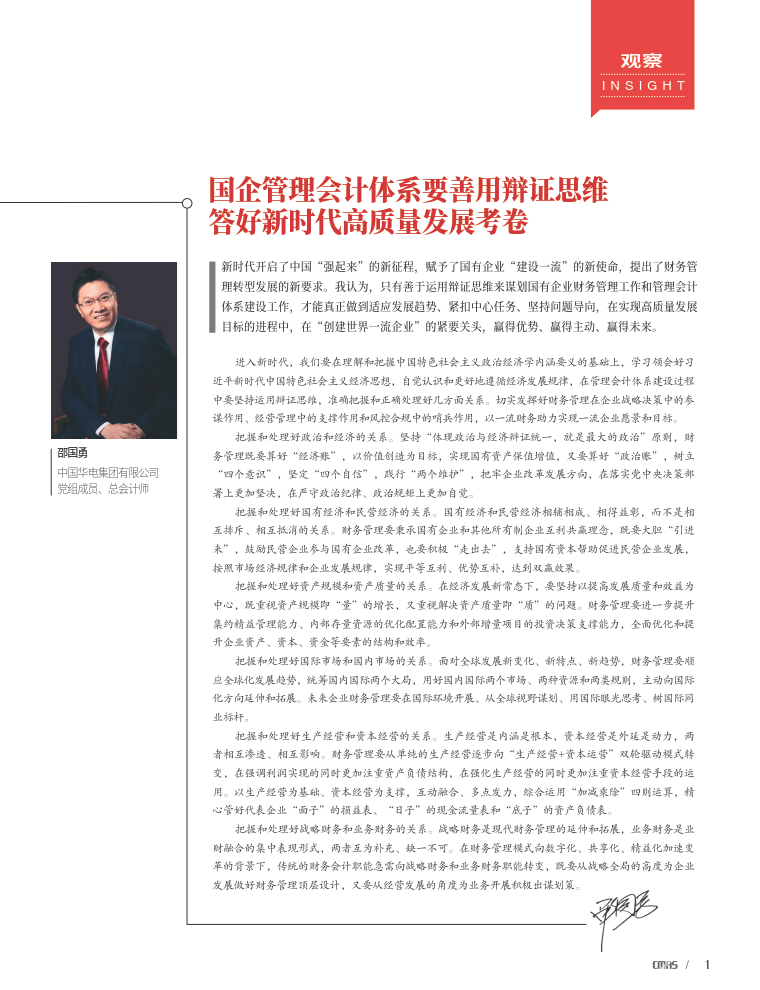 观察
INSIGHT
国企管理会计体系要善用辩证思维
答好新时代高质量发展考卷
新时代开启了中国“强起来”的新征程，赋予了国有企业“建设一流”的新使命，提出了财务管
理转型发展的新要求。我认为，只有善于运用辩证思维来谋划国有企业财务管理工作和管理会计
体系建设工作，才能真正做到适应发展趋势、紧扣中心任务、坚持问题导向，在实现高质量发展
目标的进程中，在“创建世界一流企业”的紧要关头，赢得优势、赢得主动、赢得未来。
邵国勇
中国华电集团有限公司
党组成员、总会计师
进入新时代，我们要在理解和把握中国特色社会主义政治经济学内涵要义的基础上，学习领会好习
近平新时代中国特色社会主义经济思想，自觉认识和更好地遵循经济发展规律，在管理会计体系建设过程
中要坚持运用辩证思维，准确把握和正确处理好几方面关系。切实发挥好财务管理在企业战略决策中的参
谋作用、经营管理中的支撑作用和风控合规中的哨兵作用，以一流财务助力实现一流企业愿景和目标。
把握和处理好政治和经济的关系。坚持“体现政治与经济辩证统一，就是最大的政治”原则，财
务管理既要算好“经济账”，以价值创造为目标，实现国有资产保值增值，又要算好“政治账”，树立
“四个意识”，坚定“四个自信”，践行“两个维护”，把牢企业改革发展方向，在落实党中央决策部
署上更加坚决，在严守政治纪律、政治规矩上更加自觉。
把握和处理好国有经济和民营经济的关系。国有经济和民营经济相辅相成、相得益彰，而不是相
互排斥、相互抵消的关系。财务管理要秉承国有企业和其他所有制企业互利共赢理念，既要大胆“引进
来”，鼓励民营企业参与国有企业改革，也要积极“走出去”，支持国有资本帮助促进民营企业发展，
按照市场经济规律和企业发展规律，实现平等互利、优势互补，达到双赢效果。
把握和处理好资产规模和资产质量的关系。在经济发展新常态下，要坚持以提高发展质量和效益为
中心，既重视资产规模即“量”的增长，又重视解决资产质量即“质”的问题。财务管理要进一步提升
集约精益管理能力、内部存量资源的优化配置能力和外部增量项目的投资决策支撑能力，全面优化和提
升企业资产、资本、资金等要素的结构和效率。
把握和处理好国际市场和国内市场的关系。面对全球发展新变化、新特点、新趋势，财务管理要顺
应全球化发展趋势，统筹国内国际两个大局，用好国内国际两个市场、两种资源和两类规则，主动向国际
化方向延伸和拓展。未来企业财务管理要在国际环境开展、从全球视野谋划、用国际眼光思考、树国际同
业标杆。
把握和处理好生产经营和资本经营的关系。生产经营是内涵是根本，资本经营是外延是动力，两
者相互渗透、相互影响。财务管理要从单纯的生产经营逐步向“生产经营+资本运营”双轮驱动模式转
变，在强调利润实现的同时更加注重资产负债结构，在强化生产经营的同时更加注重资本经营手段的运
用。以生产经营为基础、资本经营为支撑，互动融合、多点发力，综合运用“加减乘除”四则运算，精
心管好代表企业“面子”的损益表、“日子”的现金流量表和“底子”的资产负债表。
把握和处理好战略财务和业务财务的关系。战略财务是现代财务管理的延伸和拓展，业务财务是业
财融合的集中表现形式，两者互为补充、缺一不可。在财务管理模式向数字化、共享化、精益化加速变
革的背景下，传统的财务会计职能急需向战略财务和业务财务职能转变，既要从战略全局的高度为企业
发展做好财务管理顶层设计，又要从经营发展的角度为业务开展积极出谋划策。
CMAS / 1